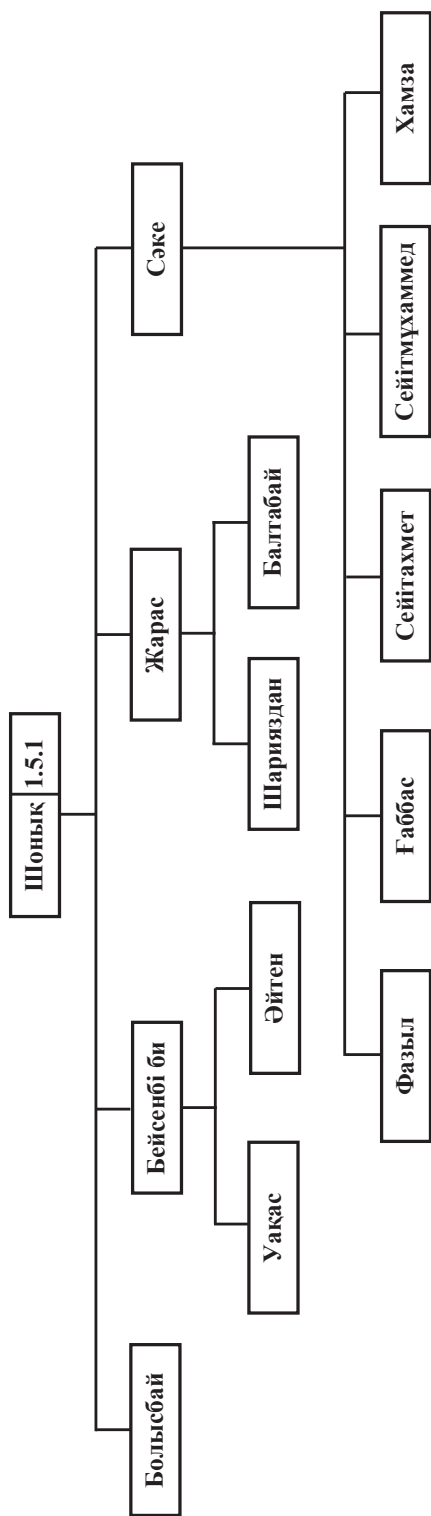 Шонық 1.5.1
Болысбай
Бейсенбі би
Жарас
Сәке
Уақас
Әйтен
Шарияздан
Балтабай
Фазыл
Ғаббас
Сейітахмет
Сейітмұхаммед
Хамза